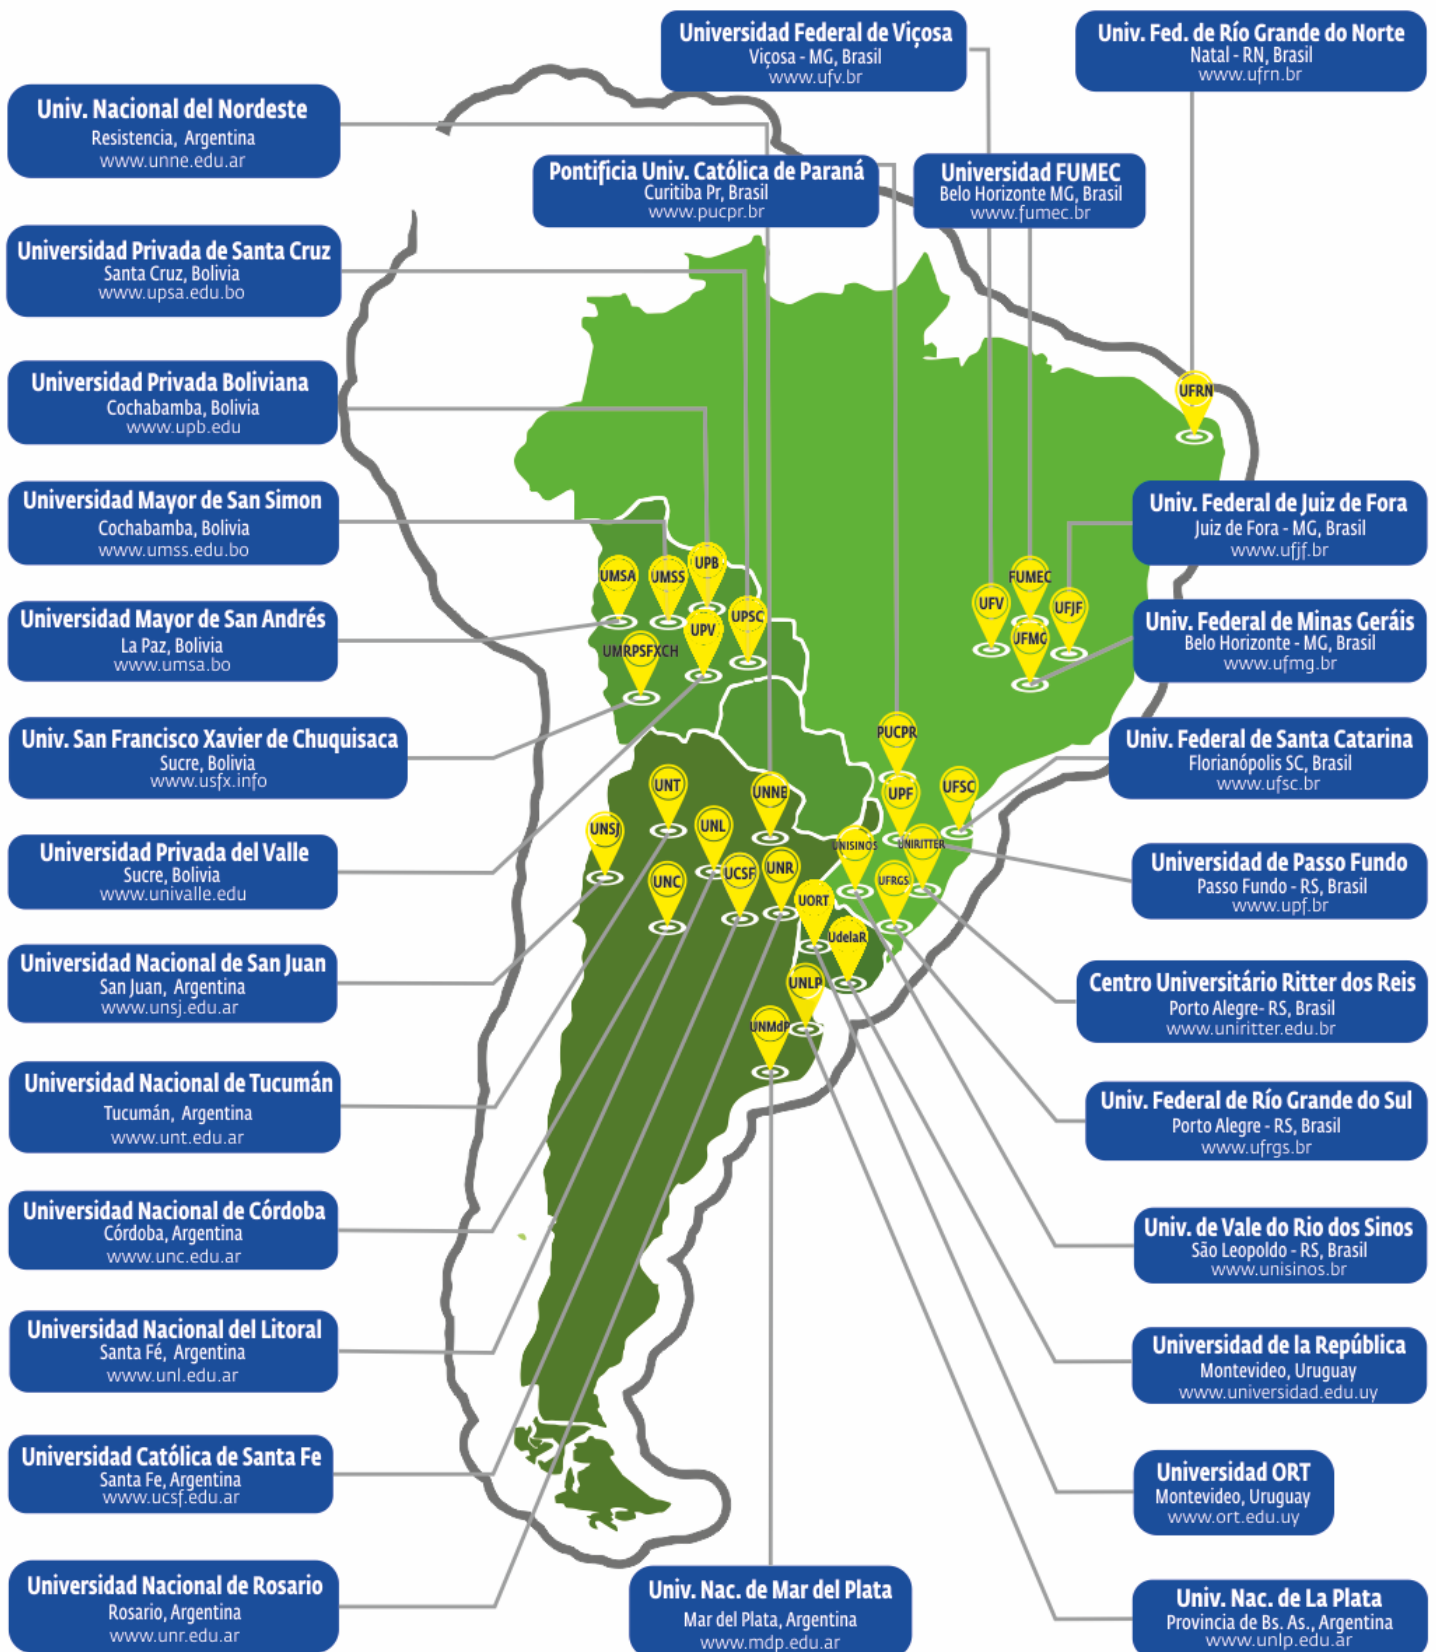 Universidad Federal de Viçosa
Viçosa - MG, Brasil
www.ufv.br
Univ. Fed. de Río Grande do Norte
Natal - RN, Brasil
www.ufrn.br
Univ. Nacional del Nordeste
Resistencia, Argentina
www.unne.edu.ar
Pontificia Univ. Católica de Paraná
Curitiba Pr, Brasil
www.pucpr.br
Universidad FUMEC
Belo Horizonte MG, Brasil
www.fumec.br
Universidad Privada de Santa Cruz
Santa Cruz, Bolivia
www.upsa.edu.bo
Universidad Privada Boliviana
Cochabamba, Bolivia
www.upb.edu
Universidad Mayor de San Simon
Cochabamba, Bolivia
www.umss.edu.bo
Universidad Mayor de San Andrés
La Paz, Bolivia
www.umsa.bo
Univ. San Francisco Xavier de Chuquisaca
Sucre, Bolivia
www.usfx.info
Universidad Privada del Valle
Sucre, Bolivia
www.univalle.edu
Universidad Nacional de San Juan
San Juan, Argentina
www.unsj.edu.ar
Universidad Nacional de Tucumán
Tucumán, Argentina
www.unt.edu.ar
Universidad Nacional de Córdoba
Córdoba, Argentina
www.unc.edu.ar
Universidad Nacional del Litoral
Santa Fé, Argentina
www.unl.edu.ar
Universidad Católica de Santa Fe
Santa Fe, Argentina
www.ucsf.edu.ar
Universidad Nacional de Rosario
Rosario, Argentina
www.unr.edu.ar
UFRN
UMSA
UMSS
UPB
UPV
UPSC
UMRPSFXCH
UFV
FUMEC
UFJF
UFMG
PUCPR
UPF
UFSC
UNT
UNNE
UNSJ
UNL
UNISINOS
UNIRITTER
UNC
UCSF
UNR
UFRGS
UORT
UdelaR
UNLP
UNMdP
Univ. Federal de Juiz de Fora
Juiz de Fora - MG, Brasil
www.ufjf.br
Univ. Federal de Minas Geráis
Belo Horizonte - MG, Brasil
www.ufmg.br
Univ. Federal de Santa Catarina
Florianópolis SC, Brasil
www.ufsc.br
Universidad de Passo Fundo
Passo Fundo - RS, Brasil
www.upf.br
Centro Universitário Ritter dos Reis
Porto Alegre- RS, Brasil
www.uniritter.edu.br
Univ. Federal de Río Grande do Sul
Porto Alegre - RS, Brasil
www.ufrgs.br
Univ. de Vale do Rio dos Sinos
São Leopoldo - RS, Brasil
www.unisinos.br
Universidad de la República
Montevideo, Uruguay
www.universidad.edu.uy
Universidad ORT
Montevideo, Uruguay
www.ort.edu.uy
Univ. Nac. de Mar del Plata
Mar del Plata, Argentina
www.mdp.edu.ar
Univ. Nac. de La Plata
Provincia de Bs. As., Argentina
www.unlp.edu.ar